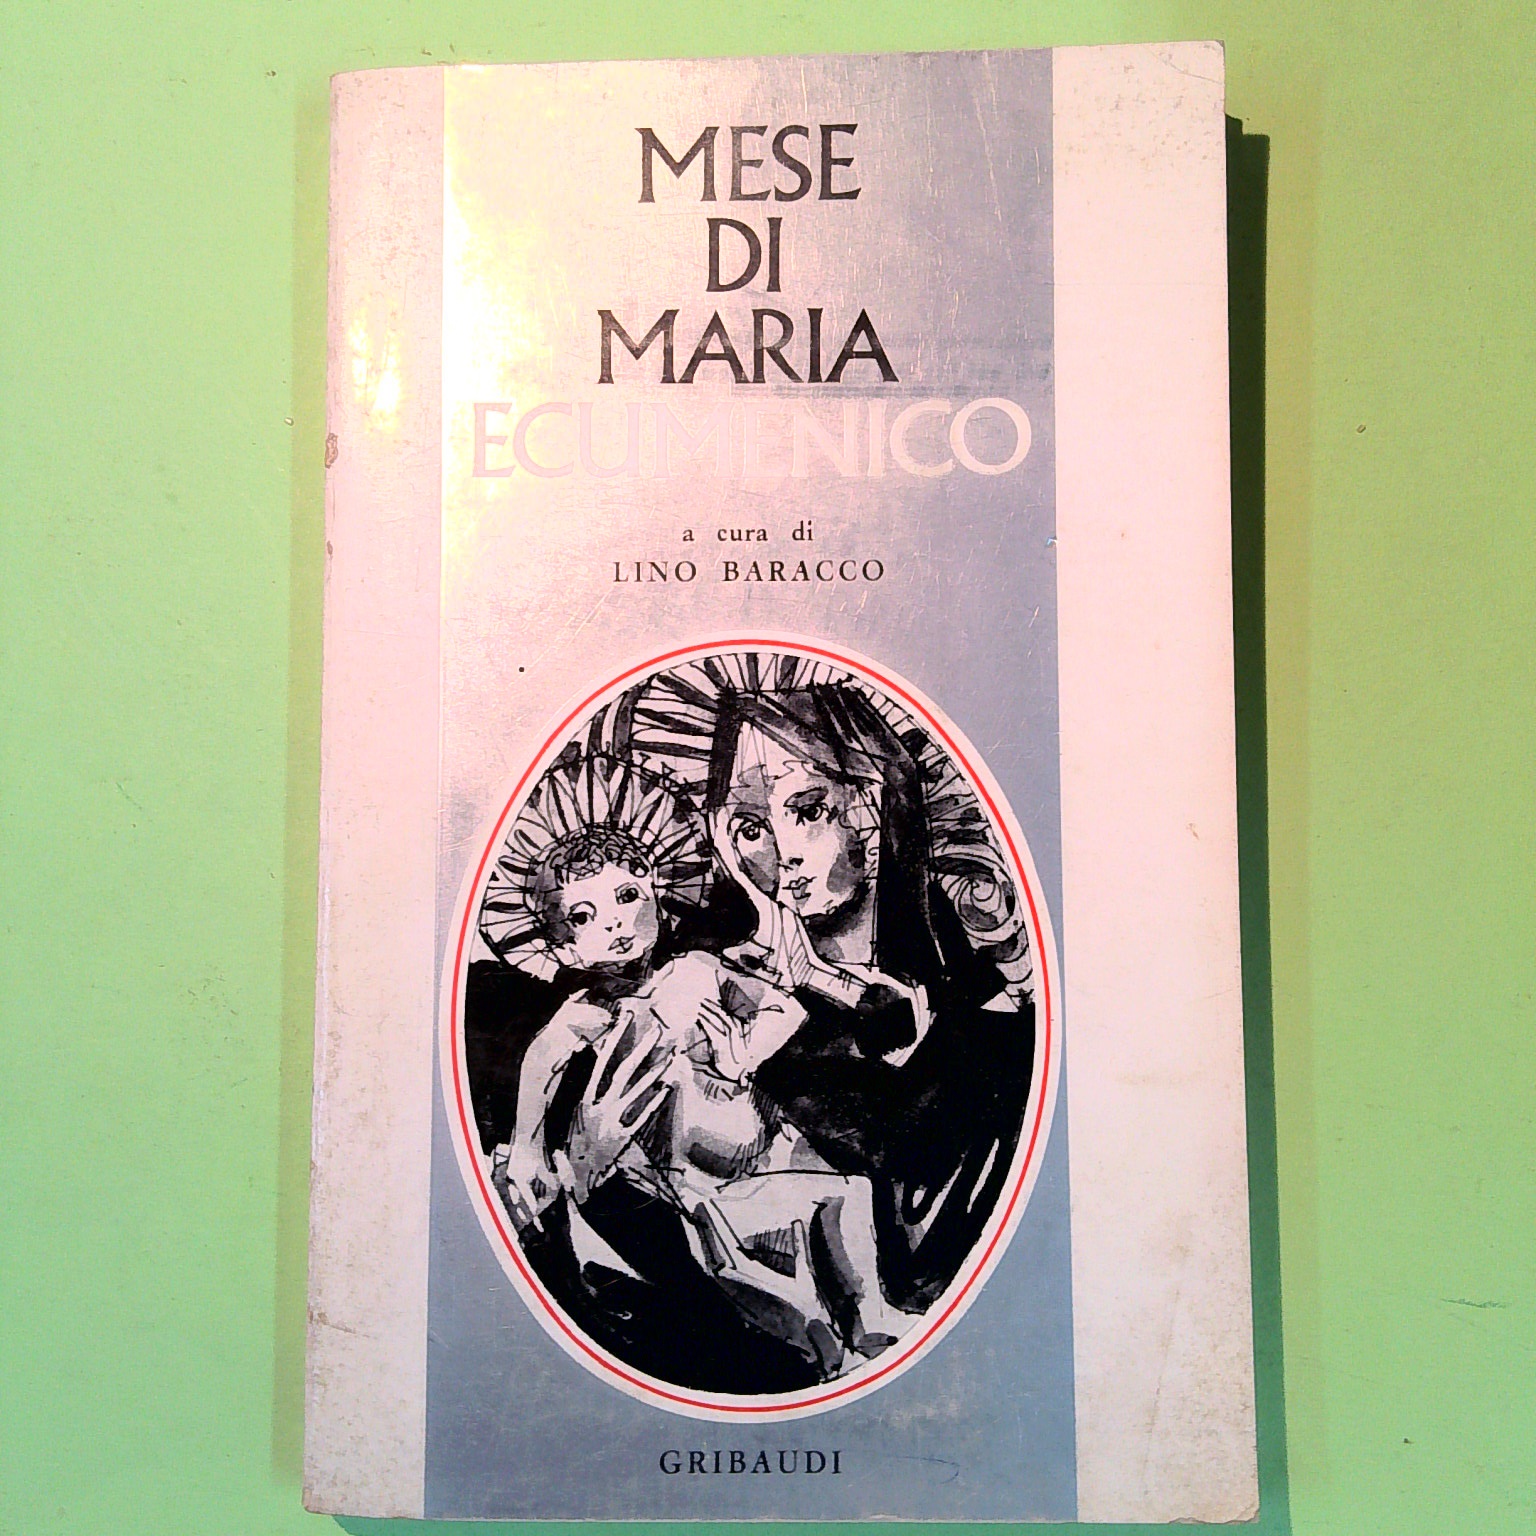 MESE
DI
MARIA
ECUMENICO
a cura di
LINO BARACCO
GRIBAUDI